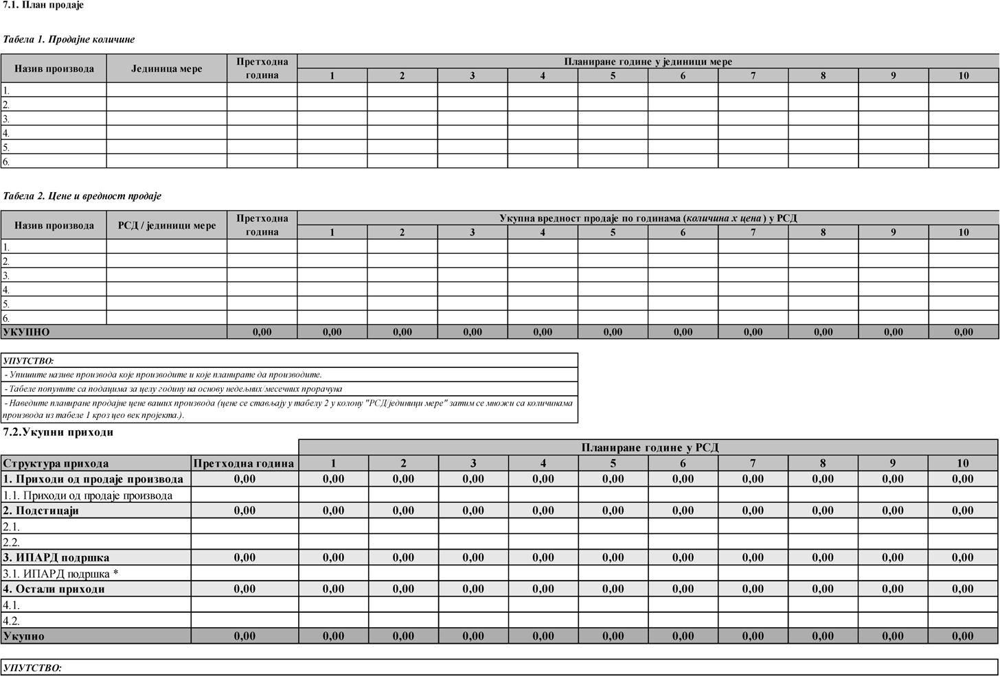 7.1. План продаје
Табела 1. Продајне количине
Назив производа Јединица мере Претходна година Планиране године у јединици мере
1 2 3 4 5 6 7 8 9 10
1.
2.
3.
4.
5.
6.
Табела 2. Цене и вредност продаје
Назив производа РСД / јединици мере Претходна година Укупна вредност продаје по годинама (количина x цена ) у РСД
1 2 3 4 5 6 7 8 9 10
1.
2.
3.
4.
5.
6.
УКУПНО 0,00 0,00 0,00 0,00 0,00 0,00 0,00 0,00 0,00 0,00 0,00
УПУТСТВО:
- Упишите називе производа које производите и које планирате да производите.
- Табеле попуните са подацима за целу годину на основу недељних/месечних прорачуна
- Наведите планиране продајне цене ваших производа (цене се стављају у табелу 2 у колону "РСД/јединици мере" затим се множи са количинама
производа из табеле 1 кроз цео век пројекта.).
7.2.Укупни приходи
Планиране године у РСД
Структура прихода Претходна година 1 2 3 4 5 6 7 8 9 10
1. Приходи од продаје производа 0,00 0,00 0,00 0,00 0,00 0,00 0,00 0,00 0,00 0,00 0,00
1.1. Приходи од продаје производа
2. Подстицаји 0,00 0,00 0,00 0,00 0,00 0,00 0,00 0,00 0,00 0,00 0,00
2.1.
2.2.
3. ИПАРД подршка 0,00 0,00 0,00 0,00 0,00 0,00 0,00 0,00 0,00 0,00 0,00
3.1. ИПАРД подршка *
4. Остали приходи 0,00 0,00 0,00 0,00 0,00 0,00 0,00 0,00 0,00 0,00 0,00
4.1.
4.2.
Укупно 0,00 0,00 0,00 0,00 0,00 0,00 0,00 0,00 0,00 0,00 0,00
УПУТСТВО: